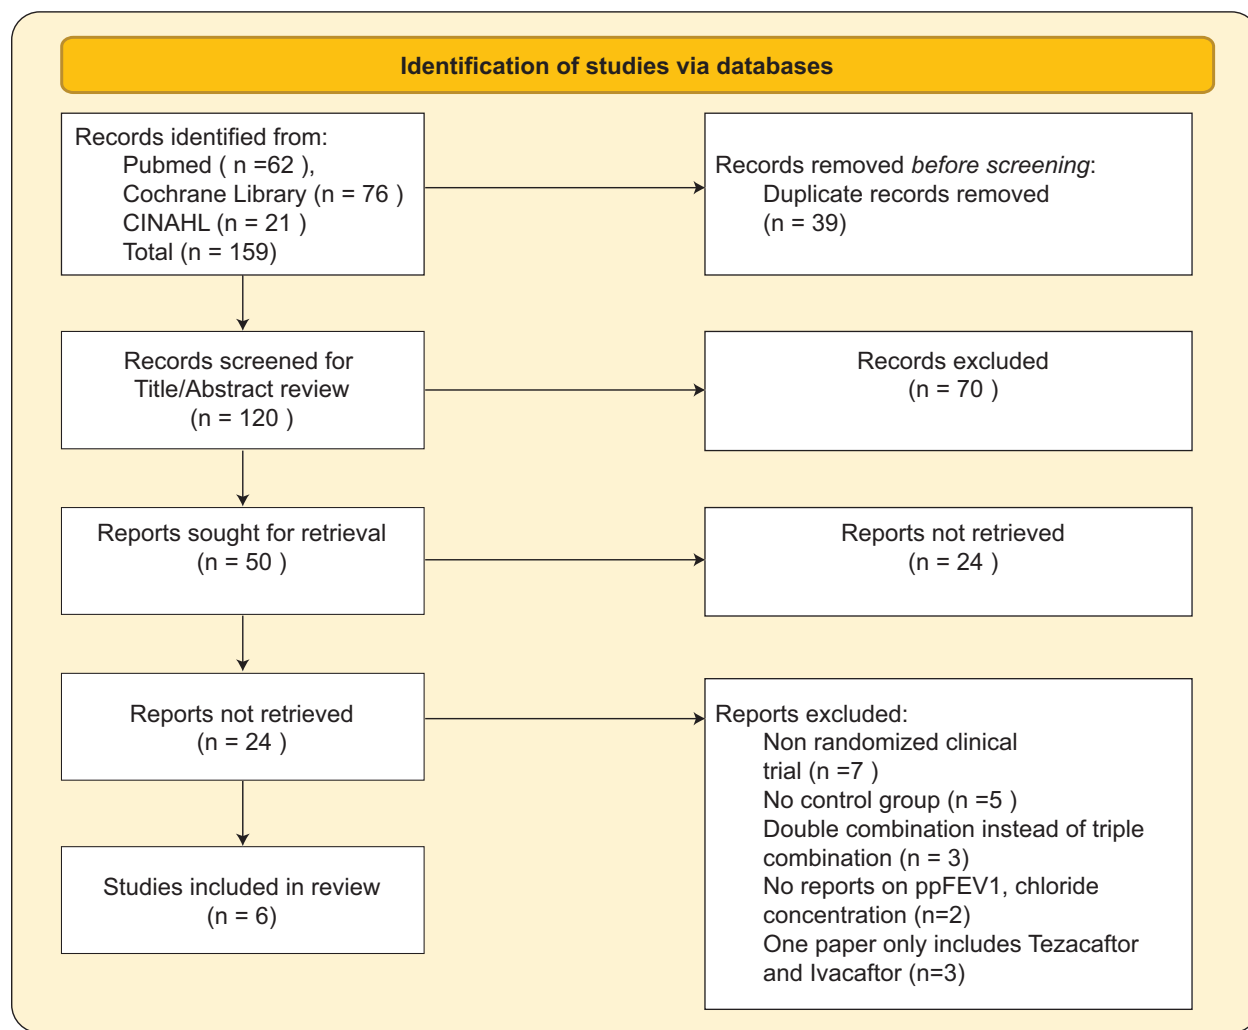 Identification of studies via databases
Records identified from:
Pubmed ( n =62 ),
Cochrane Library (n = 76 )
CINAHL (n = 21 )
Total (n = 159)
Records removed before screening:
Duplicate records removed
(n = 39)
Records screened for
Title/Abstract review
(n = 120 )
Records excluded
(n = 70 )
Reports sought for retrieval
(n = 50 )
Reports not retrieved
(n = 24 )
Reports not retrieved
(n = 24 )
Reports excluded:
Non randomized clinical
trial (n =7 )
No control group (n =5 )
Double combination instead of triple
combination (n = 3)
No reports on ppFEV1, chloride
concentration (n=2)
One paper only includes Tezacaftor
and Ivacaftor (n=3)
Studies included in review
(n = 6)